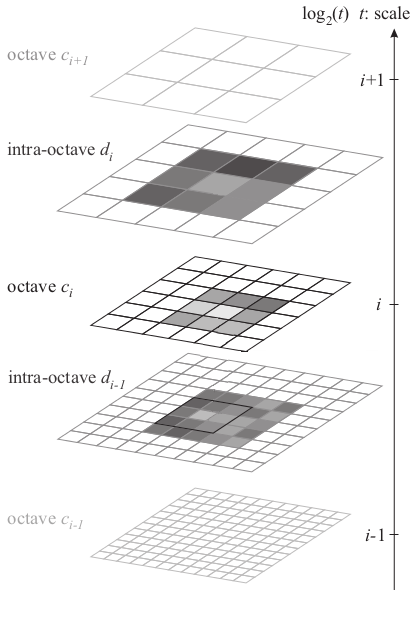 log₂(t) t: scale
octave cᵢ₊₁
i+1
intra-octave dᵢ
octave cᵢ
i
intra-octave dᵢ₋₁
octave cᵢ₋₁
i-1